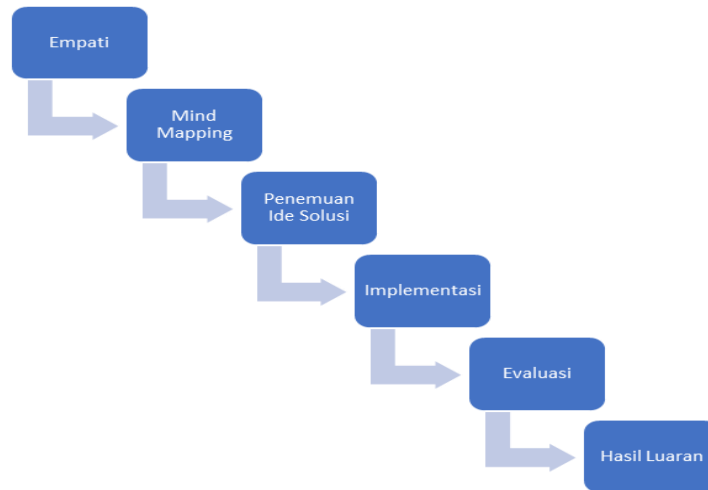 Empati
Mind
Mapping
Penemuan
Ide Solusi
Implementasi
Evaluasi
Hasil Luaran